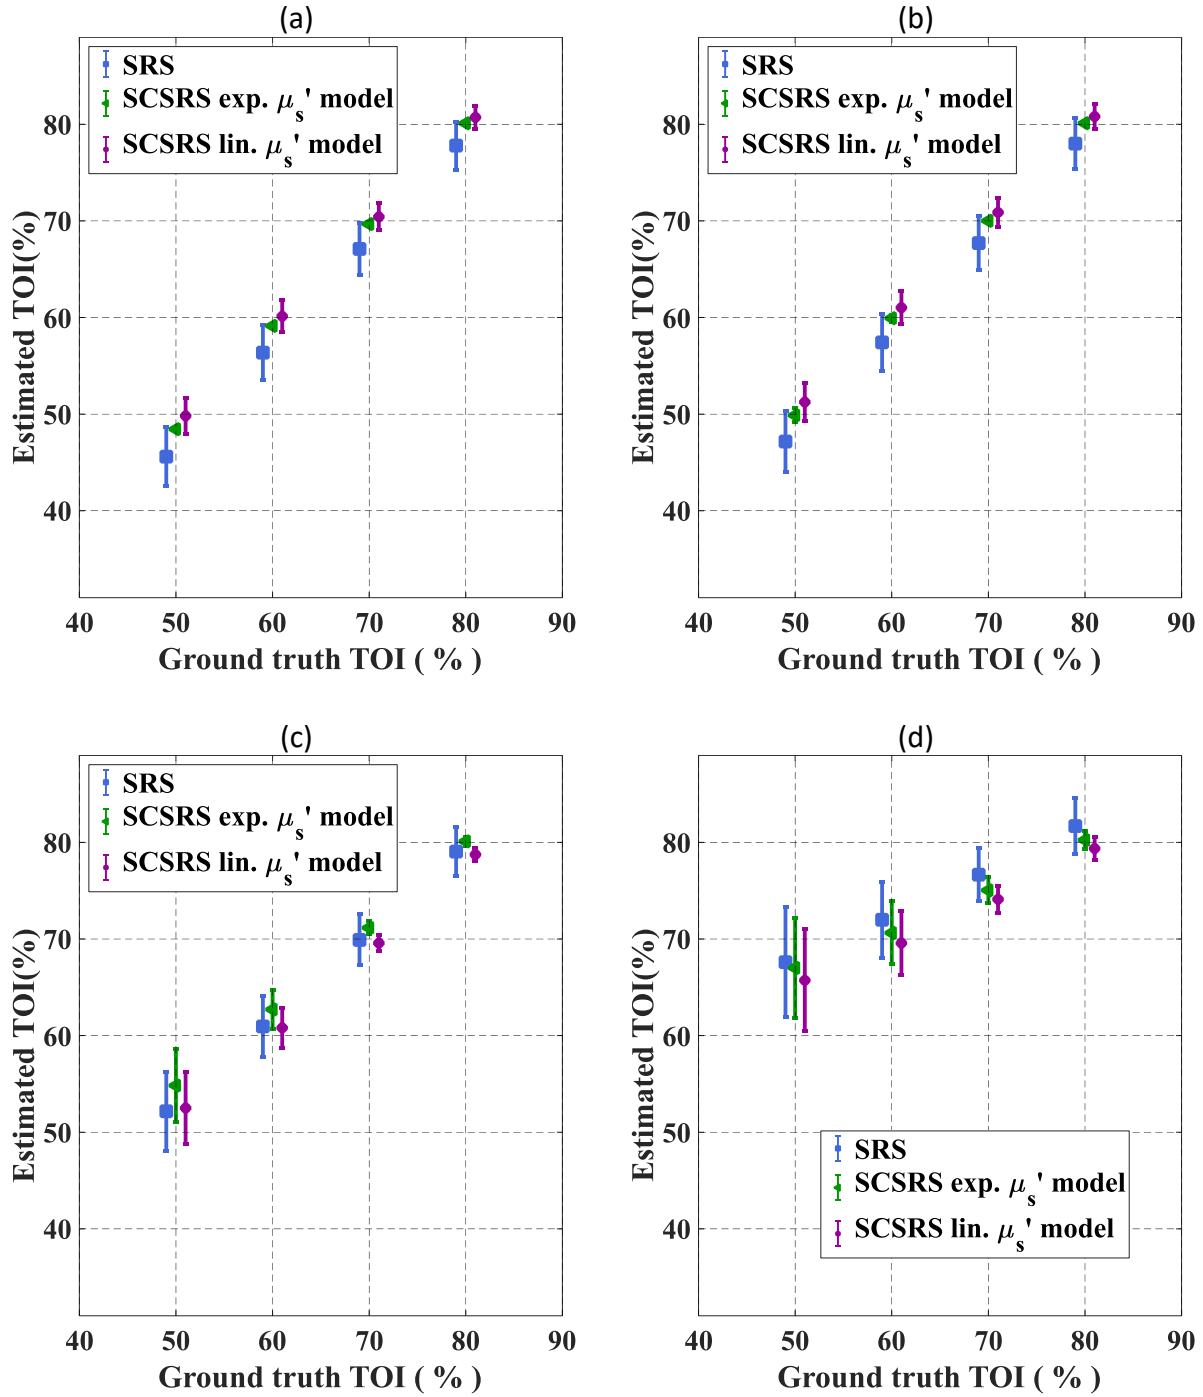 (a)
SRS
SCSRS exp. μs' model
SCSRS lin. μs' model
80
70
60
50
40
Estimated TOI(%)
40 50 60 70 80 90
Ground truth TOI ( % )
(b)
SRS
SCSRS exp. μs' model
SCSRS lin. μs' model
80
70
60
50
40
Estimated TOI(%)
40 50 60 70 80 90
Ground truth TOI ( % )
(c)
SRS
SCSRS exp. μs' model
SCSRS lin. μs' model
80
70
60
50
40
Estimated TOI(%)
40 50 60 70 80 90
Ground truth TOI ( % )
(d)
80
70
60
50
40
Estimated TOI(%)
SRS
SCSRS exp. μs' model
SCSRS lin. μs' model
40 50 60 70 80 90
Ground truth TOI ( % )